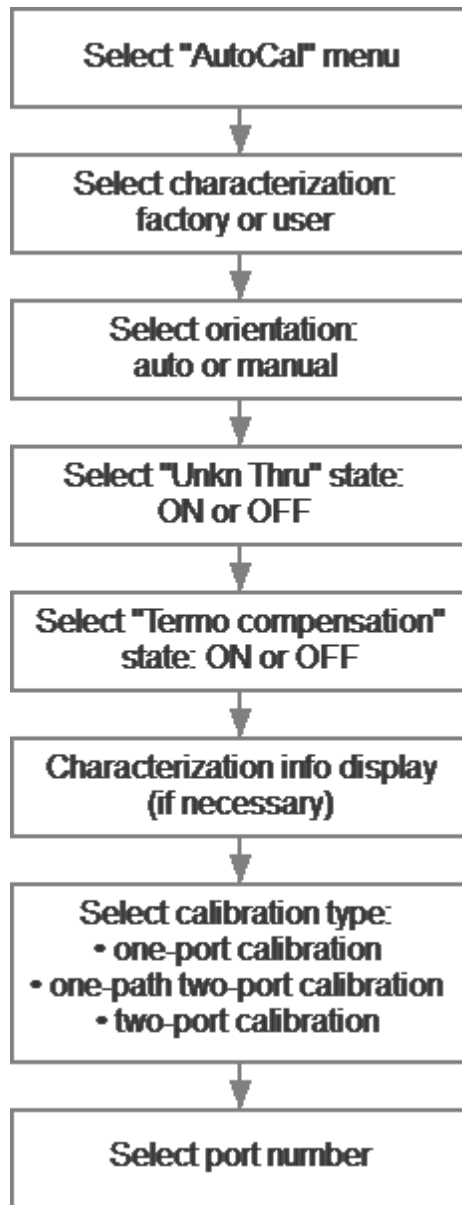 Select "AutoCal" menu
Select characterization:
factory or user
Select orientation:
auto or manual
Select "Unkn Thru" state:
ON or OFF
Select "Termo compensation"
state: ON or OFF
Characterization info display
(if necessary)
Select calibration type:
• one-port calibration
• one-path two-port calibration
• two-port calibration
Select port number